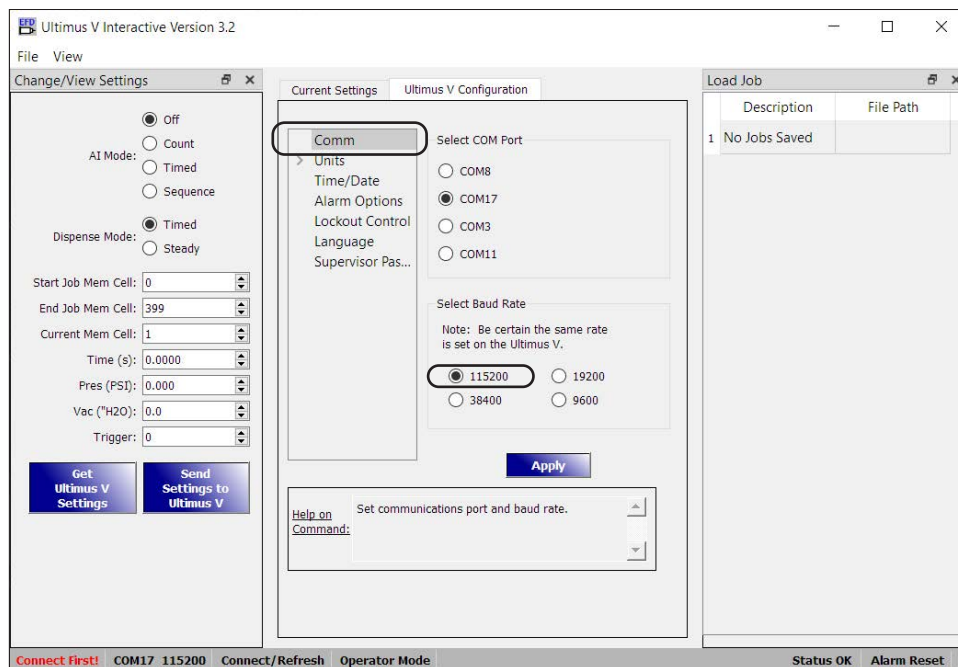 EFD Ultimus V Interactive Version 3.2
File View
Change/View Settings
AI Mode:
Off
Count
Timed
Sequence
Dispense Mode:
Timed
Steady
Start Job Mem Cell: 0
End Job Mem Cell: 399
Current Mem Cell: 1
Time (s): 0.0000
Pres (PSI): 0.000
Vac ("H2O): 0.0
Trigger: 0
Get
Ultimus V
Settings
Send
Settings to
Ultimus V
Current Settings Ultimus V Configuration
Comm
Units
Time/Date
Alarm Options
Lockout Control
Language
Supervisor Pas...
Select COM Port
COM8
COM17
COM3
COM11
Select Baud Rate
Note: Be certain the same rate
is set on the Ultimus V.
115200 19200
38400 9600
Apply
Help on
Command:
Set communications port and baud rate.
Load Job
Description File Path
1 No Jobs Saved
Connect First! COM17 115200 Connect/Refresh Operator Mode Status OK Alarm Reset